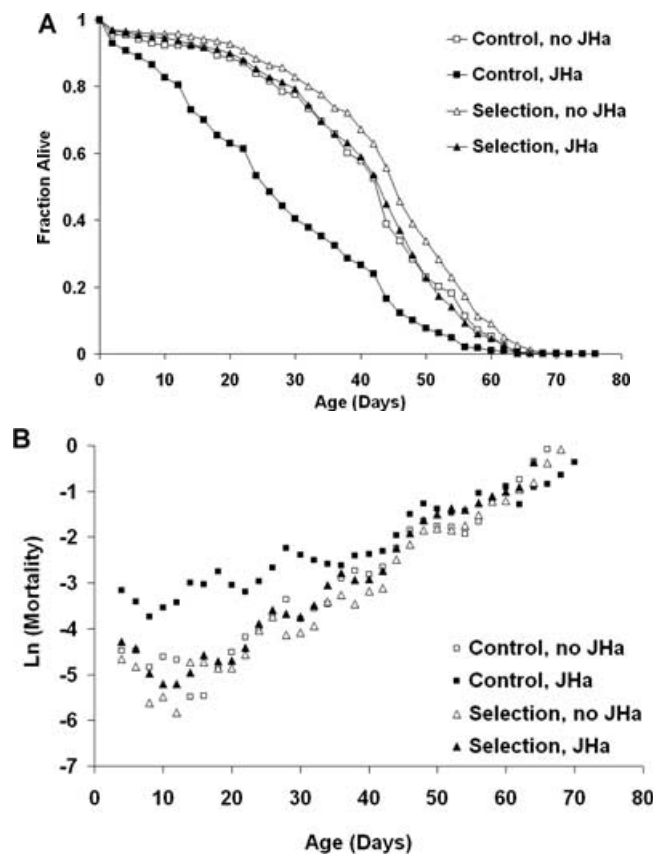 A
1
0.8
0.6
0.4
0.2
0
Fraction Alive
Control, no JHa
Control, JHa
Selection, no JHa
Selection, JHa
0 10 20 30 40 50 60 70 80
Age (Days)
B
0
-1
-2
-3
-4
-5
-6
-7
Ln (Mortality)
Control, no JHa
Control, JHa
Selection, no JHa
Selection, JHa
0 10 20 30 40 50 60 70 80
Age (Days)